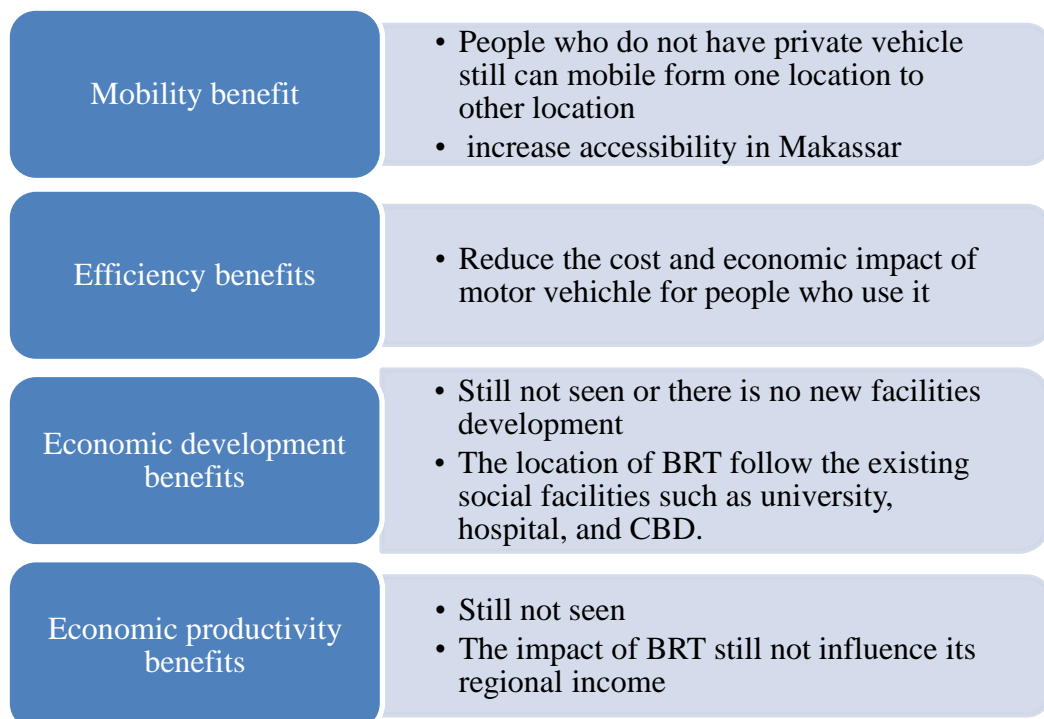 Mobility benefit
• People who do not have private vehicle
still can mobile form one location to
other location
• increase accessibility in Makassar
Efficiency benefits
• Reduce the cost and economic impact of
motor vehichle for people who use it
Economic development
benefits
• Still not seen or there is no new facilities
development
• The location of BRT follow the existing
social facilities such as university,
hospital, and CBD.
Economic productivity
benefits
• Still not seen
• The impact of BRT still not influence its
regional income